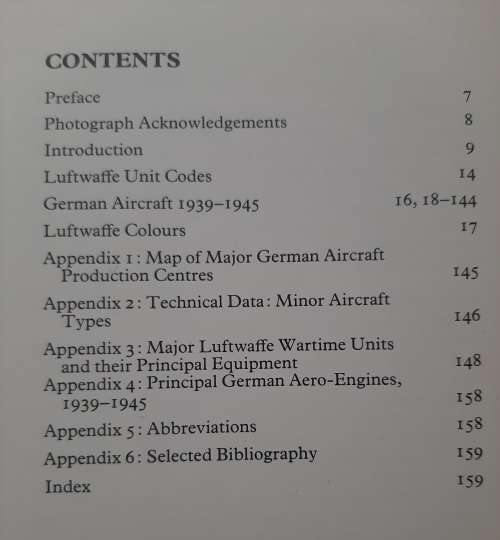 CONTENTS
Preface 7
Photograph Acknowledgements 8
Introduction 9
Luftwaffe Unit Codes 14
German Aircraft 1939–1945 16, 18–144
Luftwaffe Colours 17
Appendix 1: Map of Major German Aircraft
Production Centres 145
Appendix 2: Technical Data: Minor Aircraft
Types 146
Appendix 3: Major Luftwaffe Wartime Units
and their Principal Equipment 148
Appendix 4: Principal German Aero-Engines,
1939–1945 158
Appendix 5: Abbreviations 158
Appendix 6: Selected Bibliography 159
Index 159